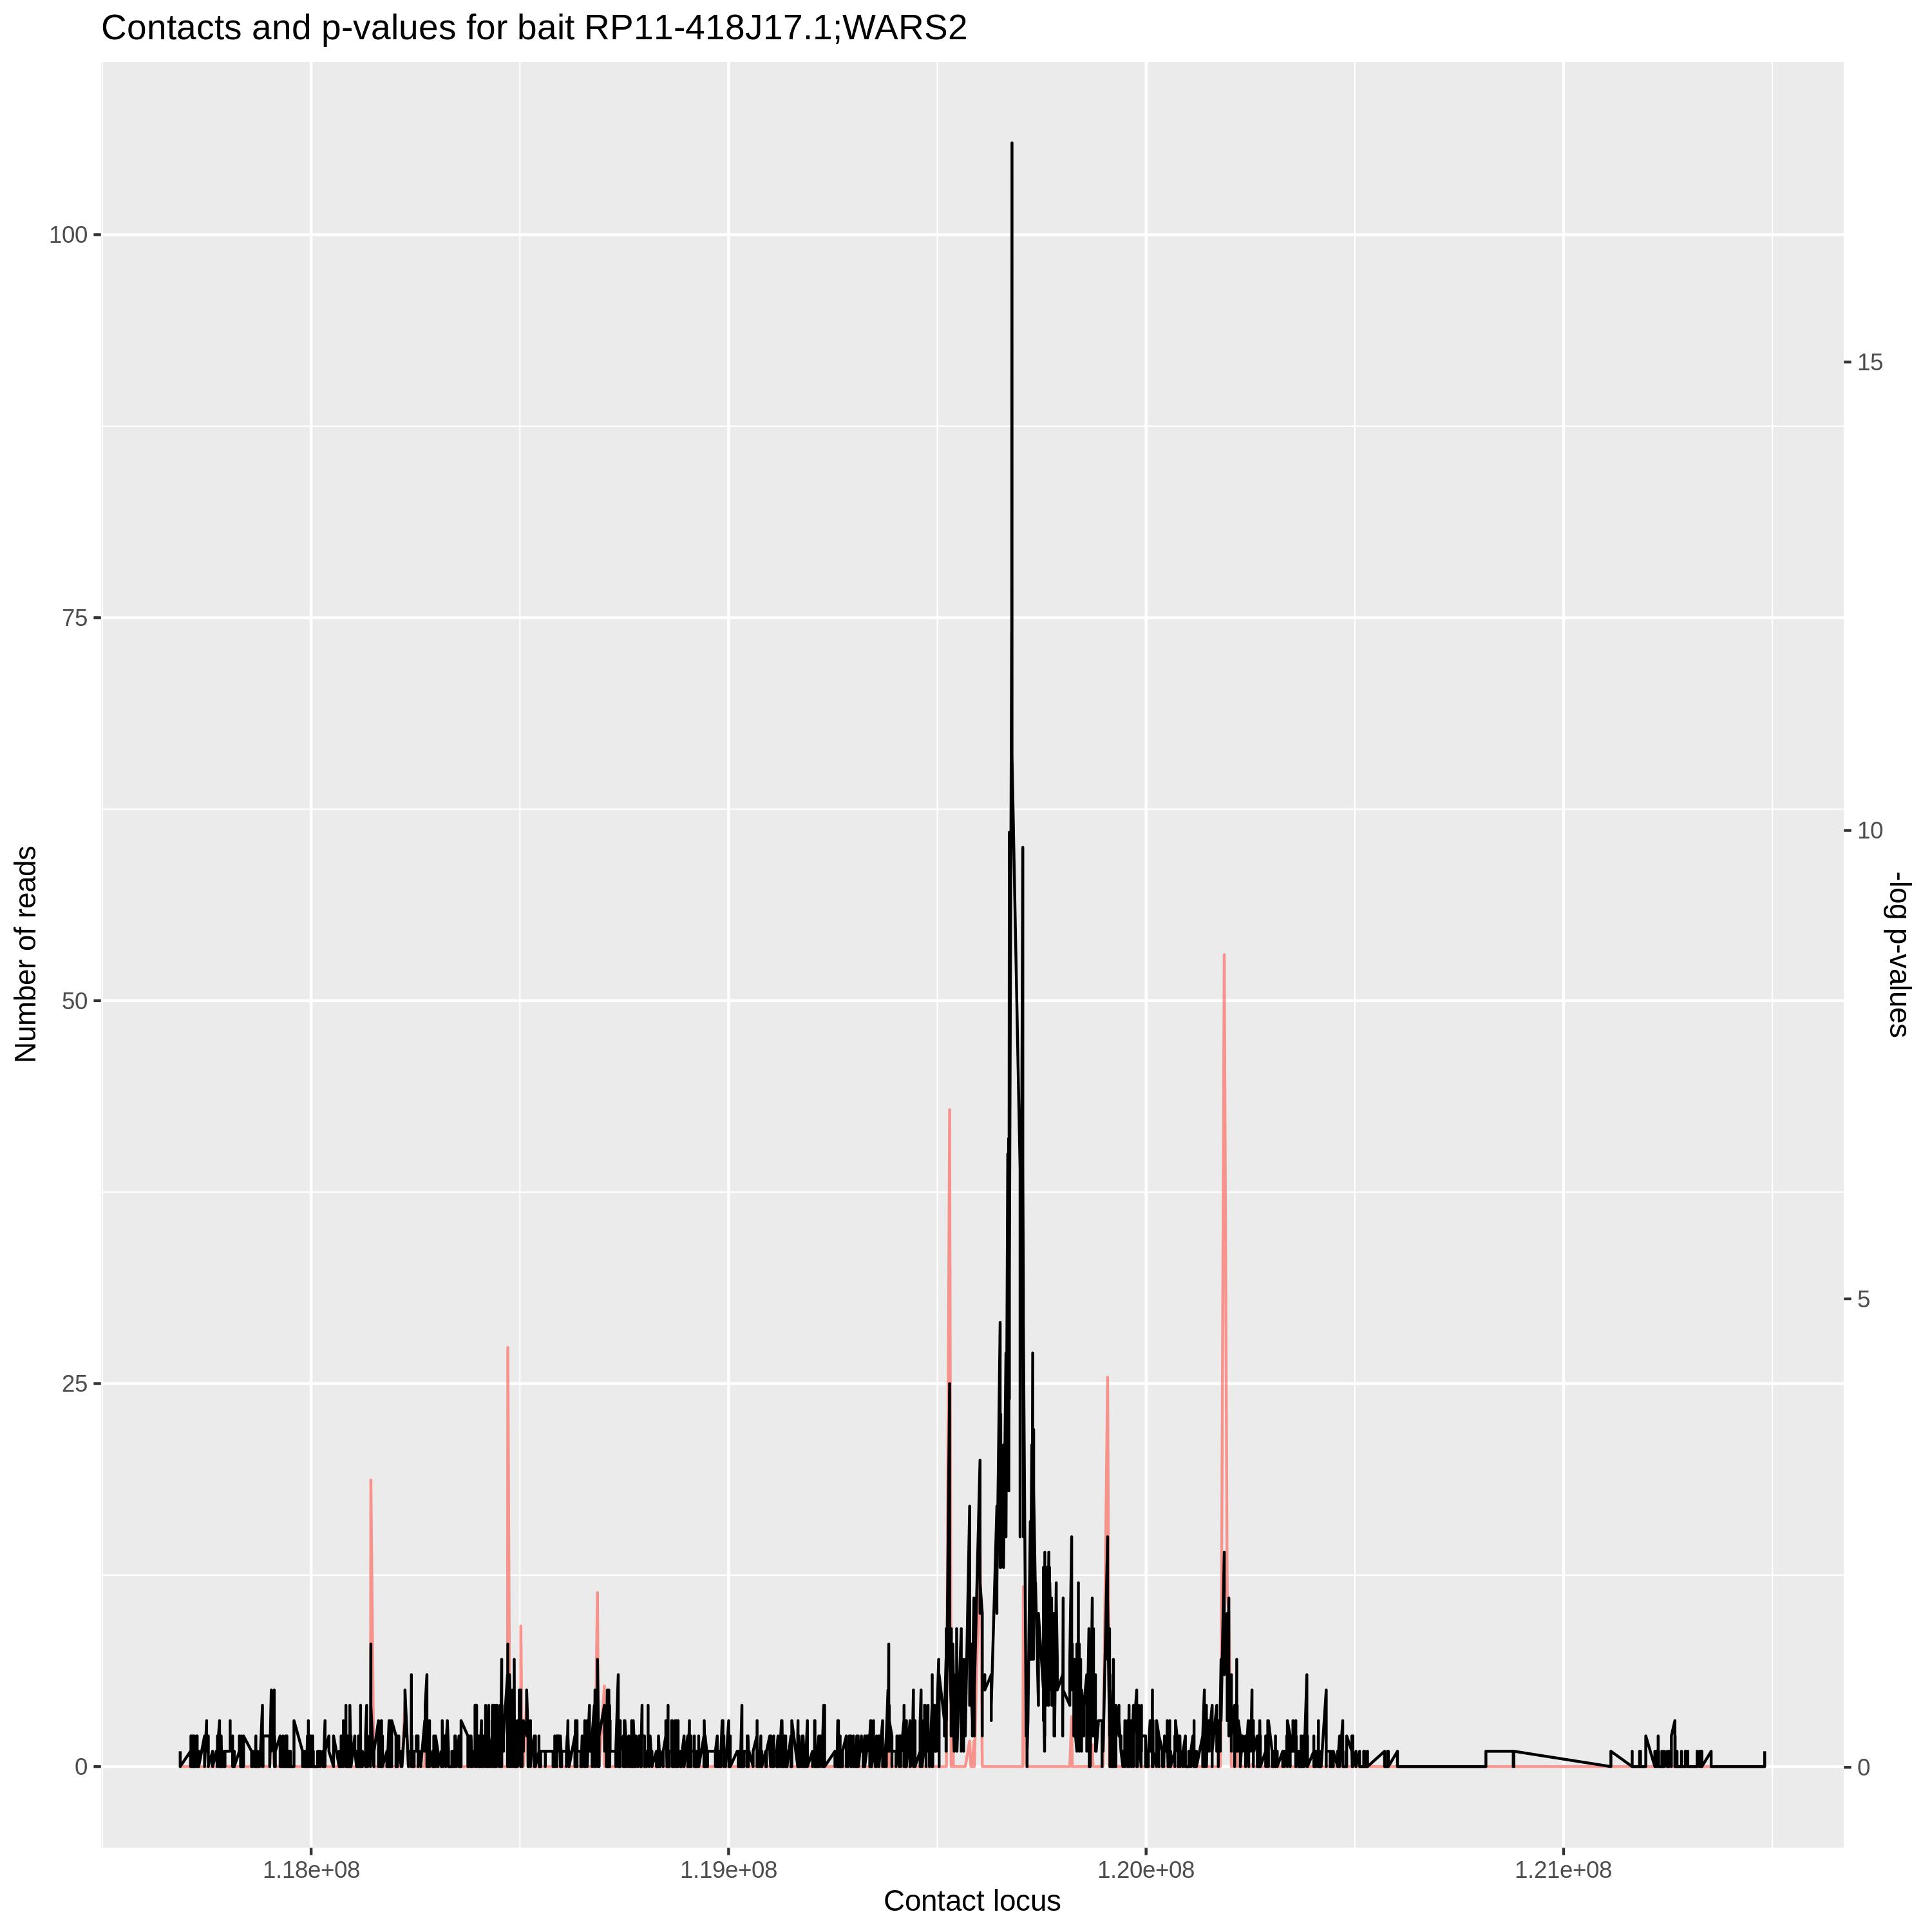 Contacts and p-values for bait RP11-418J17.1;WARS2
Number of reads
100
75
50
25
0
15
10
5
0
-log p-values
1.18e+08
1.19e+08
1.20e+08
1.21e+08
Contact locus